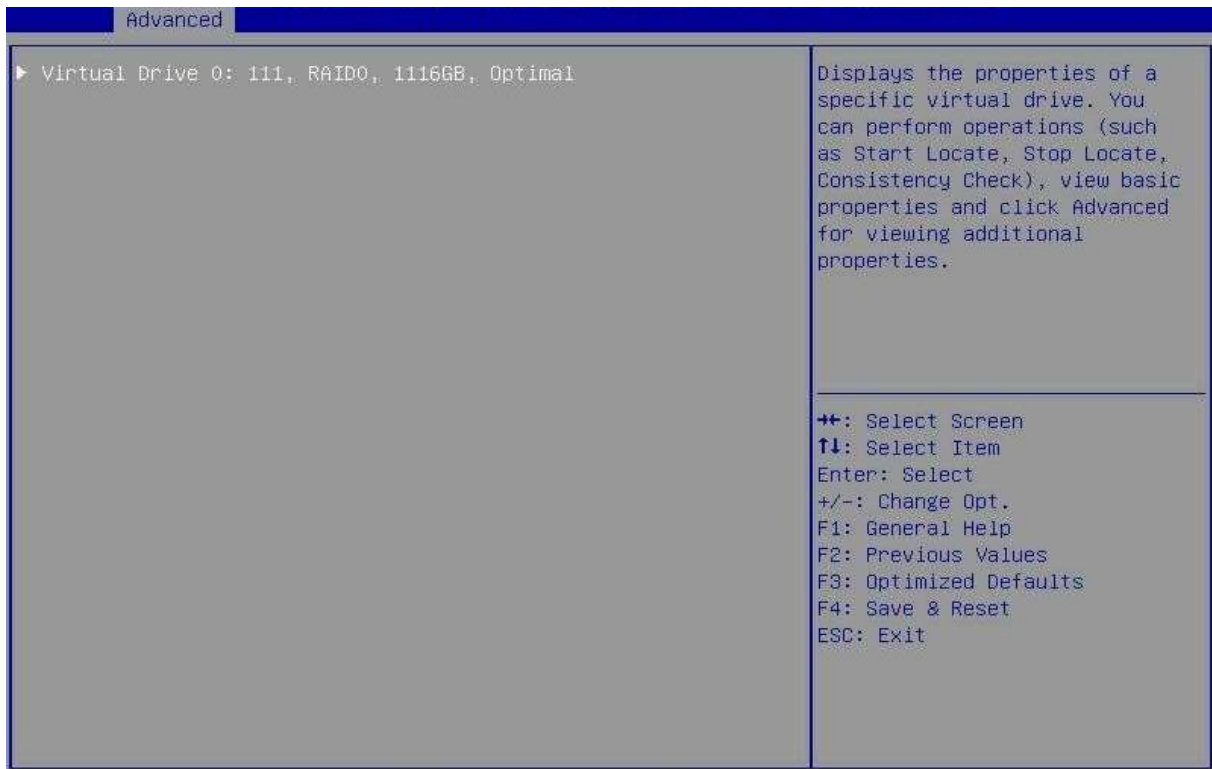 Advanced
▶ Virtual Drive 0: 111, RAID0, 1116GB, Optimal
Displays the properties of a
specific virtual drive. You
can perform operations (such
as Start Locate, Stop Locate,
Consistency Check), view basic
properties and click Advanced
for viewing additional
properties.
→←: Select Screen
↑↓: Select Item
Enter: Select
+/-: Change Opt.
F1: General Help
F2: Previous Values
F3: Optimized Defaults
F4: Save & Reset
ESC: Exit